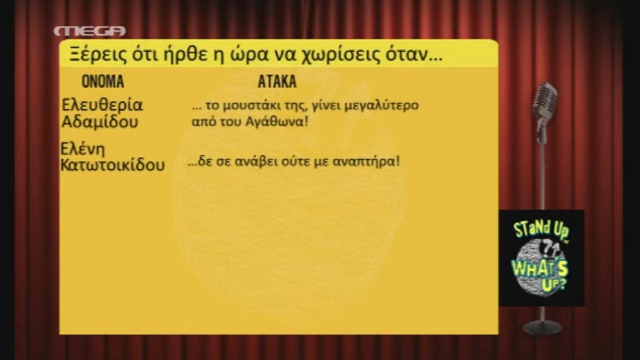 MEGA
Ξέρεις ότι ήρθε η ώρα να χωρίσεις όταν...
ΟΝΟΜΑ
ΑΤΑΚΑ
Ελευθερία
Αδαμίδου
... το μουστάκι της, γίνει μεγαλύτερο
από του Αγάθωνα!
Ελένη
Κατωτοικίδου
...δε σε ανάβει ούτε με αναπτήρα!
STaNd UP
WHAT'S
UP?